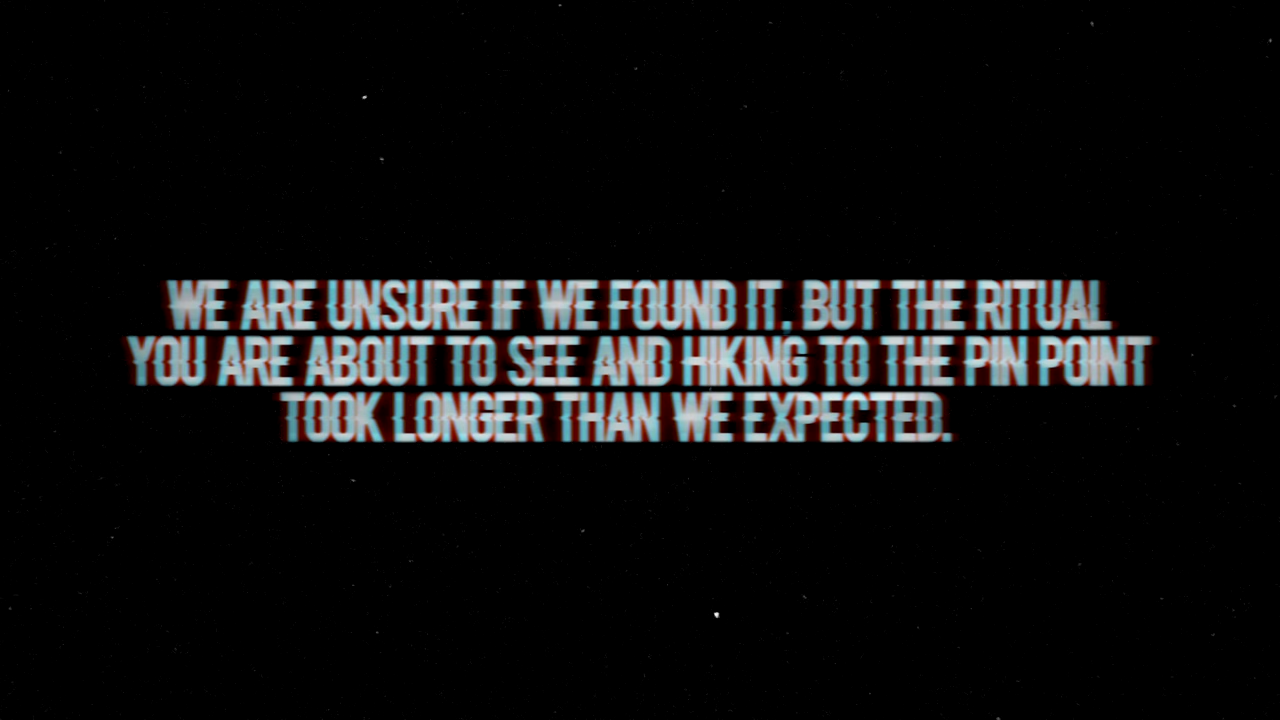 WE ARE UNSURE IF WE FOUND IT, BUT THE RITUAL
YOU ARE ABOUT TO SEE AND HIKING TO THE PIN POINT
TOOK LONGER THAN WE EXPECTED.